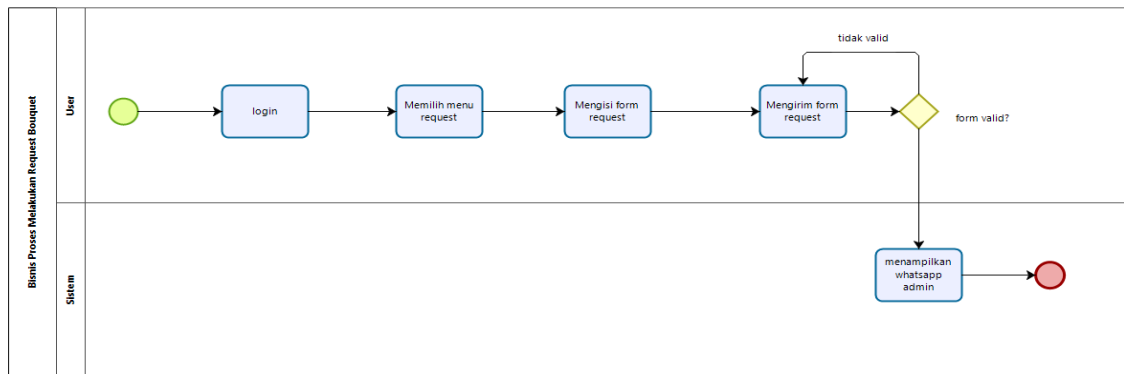 Bisnis Proses Melakukan Request Bouquet
User
login
Memilih menu
request
Mengisi form
request
Mengirim form
request
tidak valid
form valid?
Sistem
menampilkan
whatsapp
admin